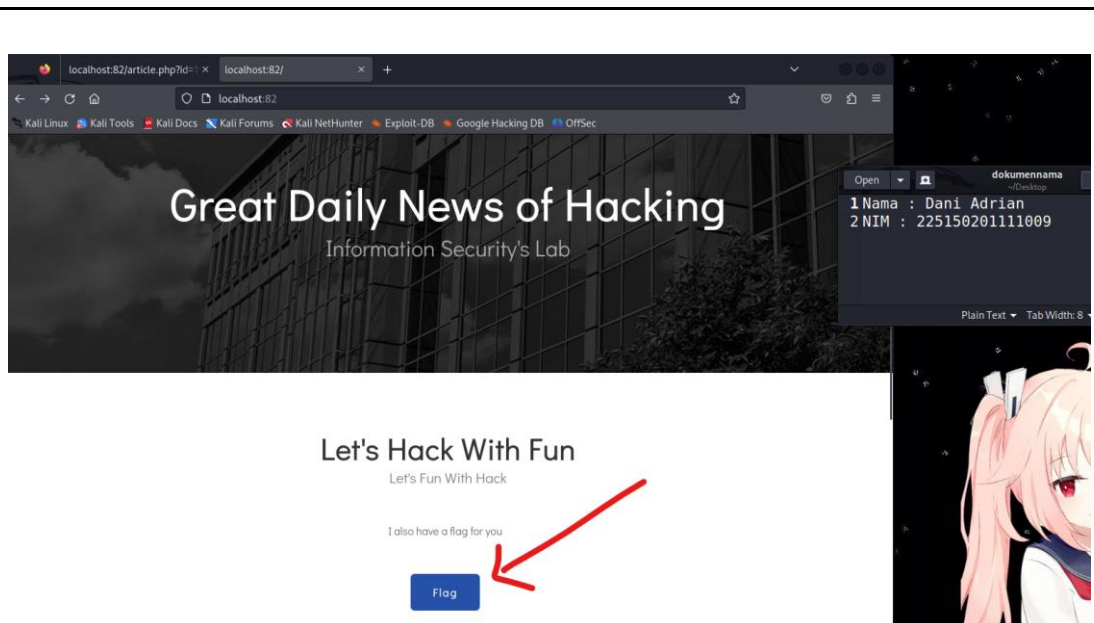 localhost:82/article.php?id=1
localhost:82/
localhost:82
Kali Linux Kali Tools Kali Docs Kali Forums Kali NetHunter Exploit-DB Google Hacking DB OffSec
Great Daily News of Hacking
Information Security's Lab
Open
dokumennama
~/Desktop
1 Nama : Dani Adrian
2 NIM : 225150201111009
Plain Text Tab Width: 8
Let's Hack With Fun
Let's Fun With Hack
I also have a flag for you
Flag